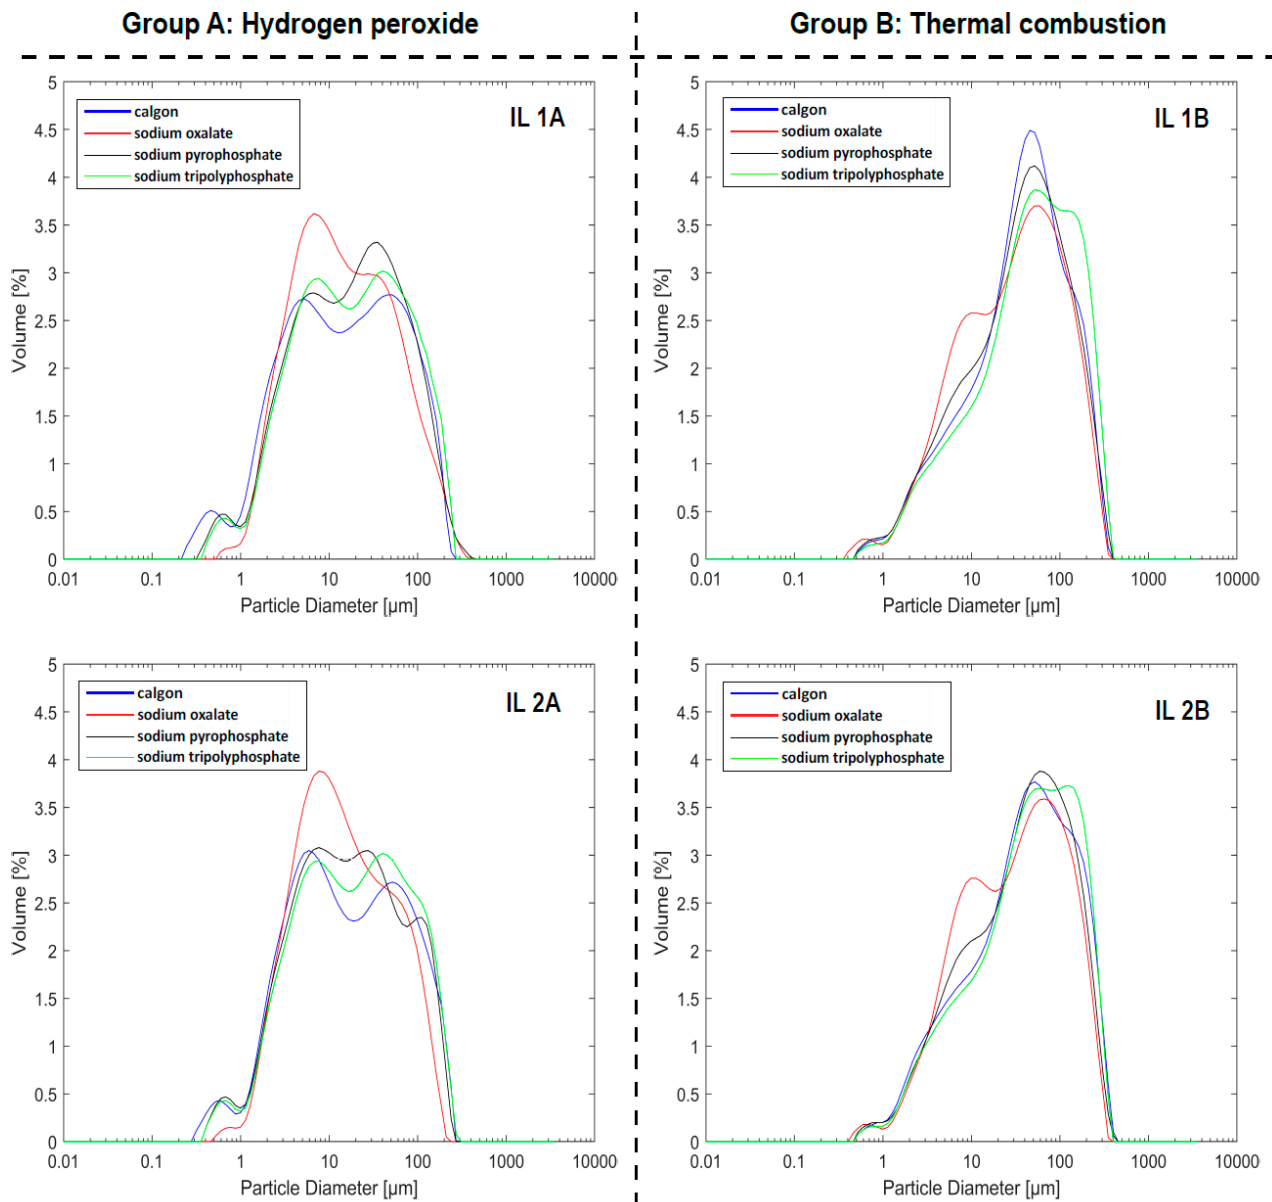 Group A: Hydrogen peroxide
Group B: Thermal combustion
5
4.5
4
3.5
3
2.5
2
1.5
1
0.5
0
Volume [%]
calgon
sodium oxalate
sodium pyrophosphate
sodium tripolyphosphate
IL 1A
0.01 0.1 1 10 100 1000 10000
Particle Diameter [µm]
5
4.5
4
3.5
3
2.5
2
1.5
1
0.5
0
Volume [%]
calgon
sodium oxalate
sodium pyrophosphate
sodium tripolyphosphate
IL 1B
0.01 0.1 1 10 100 1000 10000
Particle Diameter [µm]
5
4.5
4
3.5
3
2.5
2
1.5
1
0.5
0
Volume [%]
calgon
sodium oxalate
sodium pyrophosphate
sodium tripolyphosphate
IL 2A
0.01 0.1 1 10 100 1000 10000
Particle Diameter [µm]
5
4.5
4
3.5
3
2.5
2
1.5
1
0.5
0
Volume [%]
calgon
sodium oxalate
sodium pyrophosphate
sodium tripolyphosphate
IL 2B
0.01 0.1 1 10 100 1000 10000
Particle Diameter [µm]